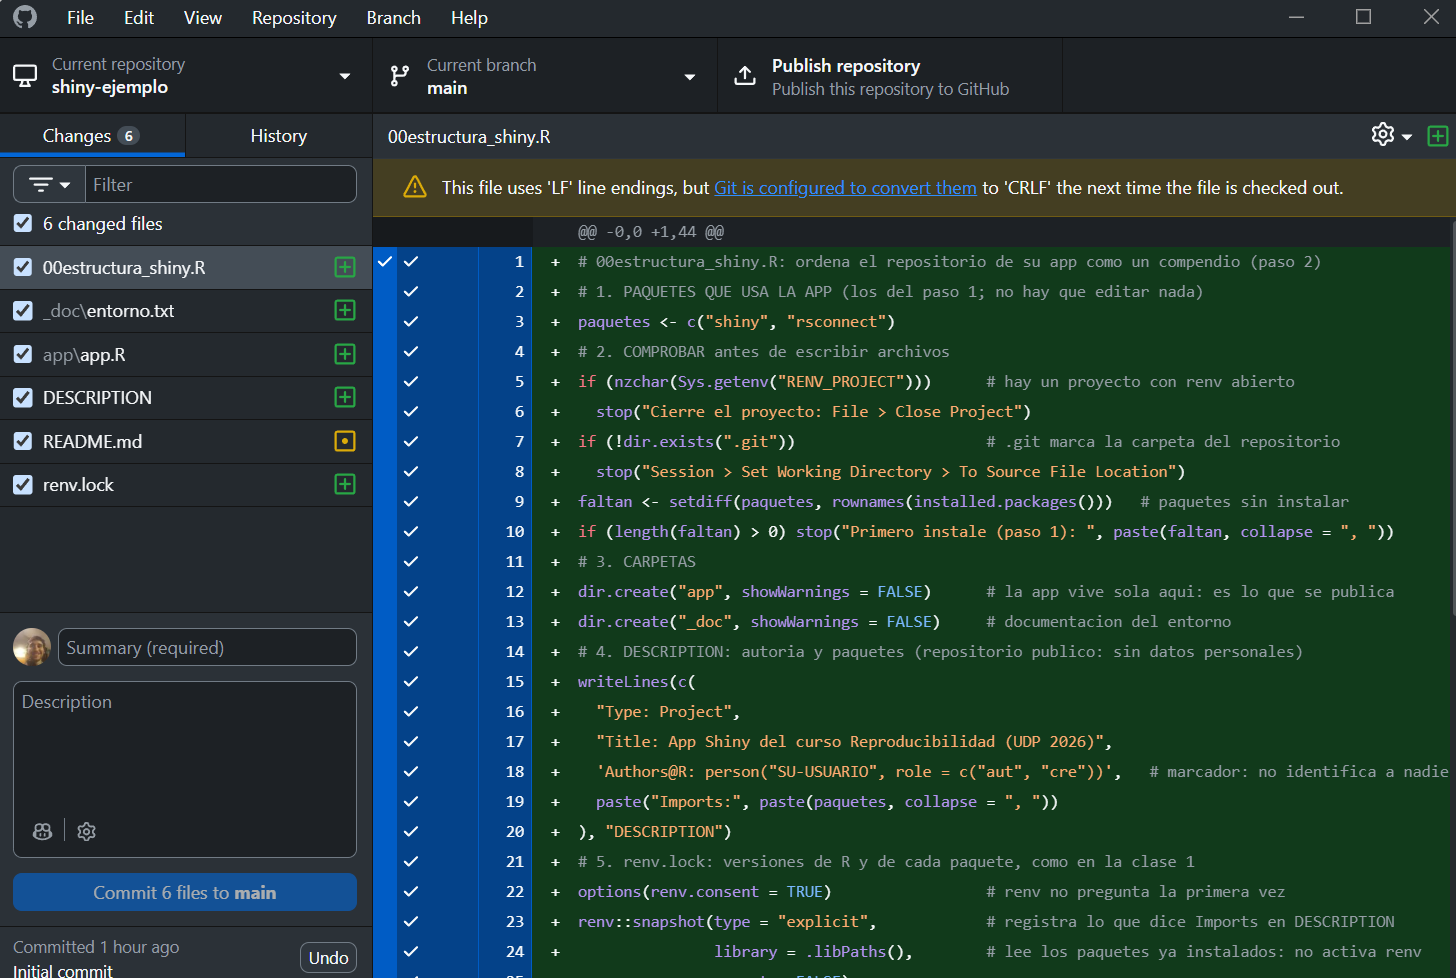 File Edit View Repository Branch Help
Current repository
shiny-ejemplo
Current branch
main
Publish repository
Publish this repository to GitHub
Changes 6
History
00estructura_shiny.R
Filter
This file uses 'LF' line endings, but Git is configured to convert them to 'CRLF' the next time the file is checked out.
6 changed files
00estructura_shiny.R
_doc\entorno.txt
app\app.R
DESCRIPTION
README.md
renv.lock
Summary (required)
Description
Commit 6 files to main
Committed 1 hour ago
Initial commit
Undo
@@ -0,0 +1,44 @@
1 + # 00estructura_shiny.R: ordena el repositorio de su app como un compendio (paso 2)
2 + # 1. PAQUETES QUE USA LA APP (los del paso 1; no hay que editar nada)
3 + paquetes <- c("shiny", "rsconnect")
4 + # 2. COMPROBAR antes de escribir archivos
5 + if (nzchar(Sys.getenv("RENV_PROJECT"))) # hay un proyecto con renv abierto
6 + stop("Cierre el proyecto: File > Close Project")
7 + if (!dir.exists(".git")) # .git marca la carpeta del repositorio
8 + stop("Session > Set Working Directory > To Source File Location")
9 + faltan <- setdiff(paquetes, rownames(installed.packages())) # paquetes sin instalar
10 + if (length(faltan) > 0) stop("Primero instale (paso 1): ", paste(faltan, collapse = ", "))
11 + # 3. CARPETAS
12 + dir.create("app", showWarnings = FALSE) # la app vive sola aqui: es lo que se publica
13 + dir.create("_doc", showWarnings = FALSE) # documentacion del entorno
14 + # 4. DESCRIPTION: autoria y paquetes (repositorio publico: sin datos personales)
15 + writeLines(c(
16 + "Type: Project",
17 + "Title: App Shiny del curso Reproducibilidad (UDP 2026)",
18 + 'Authors@R: person("SU-USUARIO", role = c("aut", "cre"))', # marcador: no identifica a nadie
19 + paste("Imports:", paste(paquetes, collapse = ", "))
20 + ), "DESCRIPTION")
21 + # 5. renv.lock: versiones de R y de cada paquete, como en la clase 1
22 + options(renv.consent = TRUE) # renv no pregunta la primera vez
23 + renv::snapshot(type = "explicit", # registra lo que dice Imports en DESCRIPTION
24 + library = .libPaths(), # lee los paquetes ya instalados: no activa renv